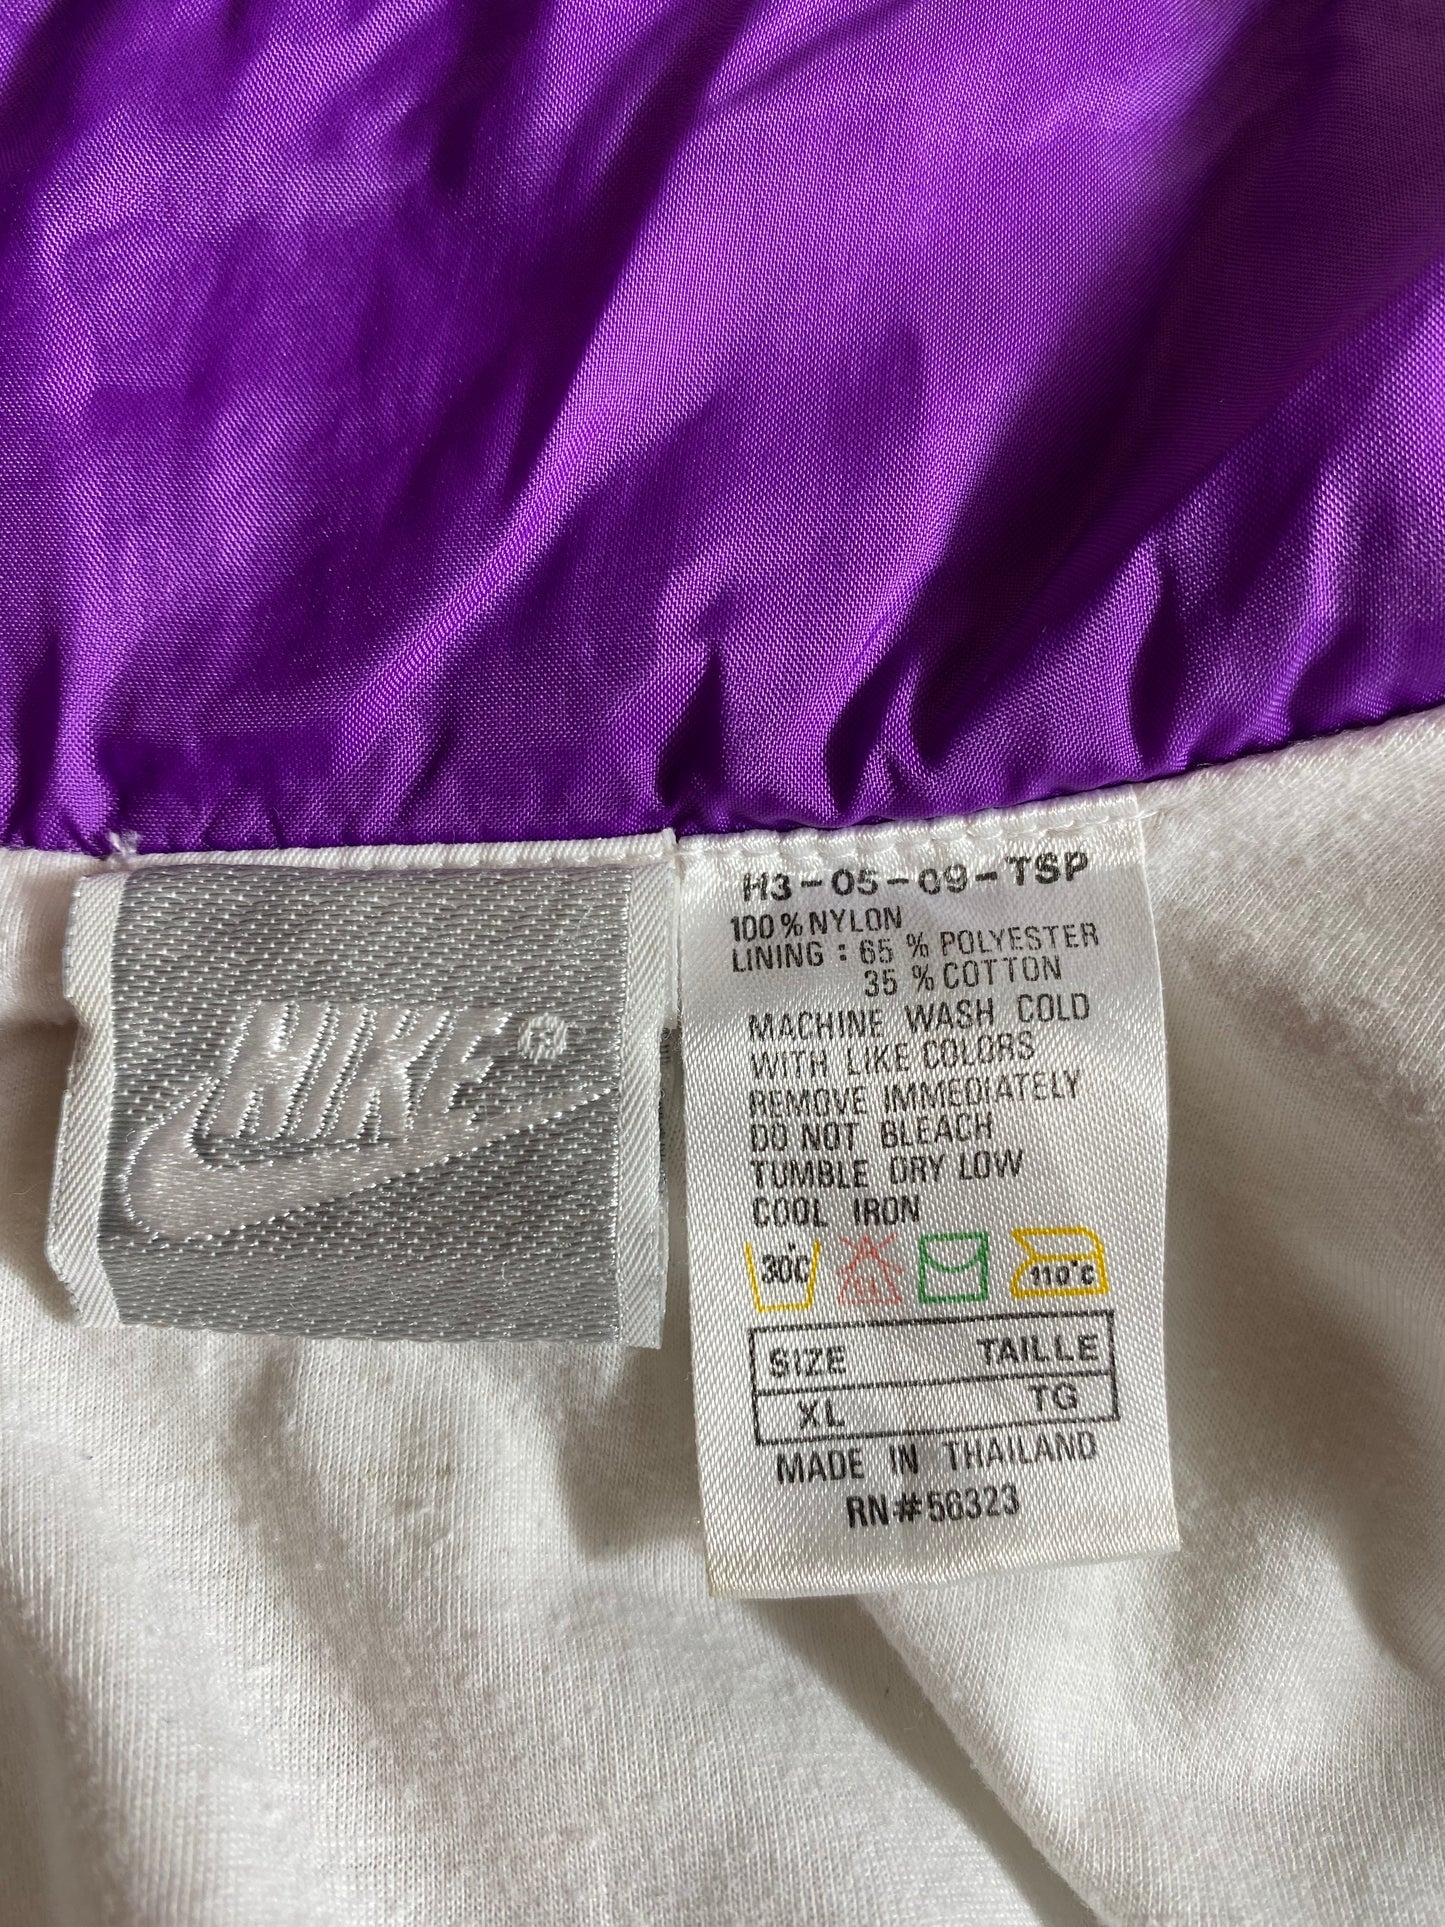 NIKE®
H3-05-09-TSP
100% NYLON
LINING : 65 % POLYESTER
35 % COTTON
MACHINE WASH COLD
WITH LIKE COLORS
REMOVE IMMEDIATELY
DO NOT BLEACH
TUMBLE DRY LOW
COOL IRON
30°C 110°C
SIZE TAILLE
XL TG
MADE IN THAILAND
RN#56323